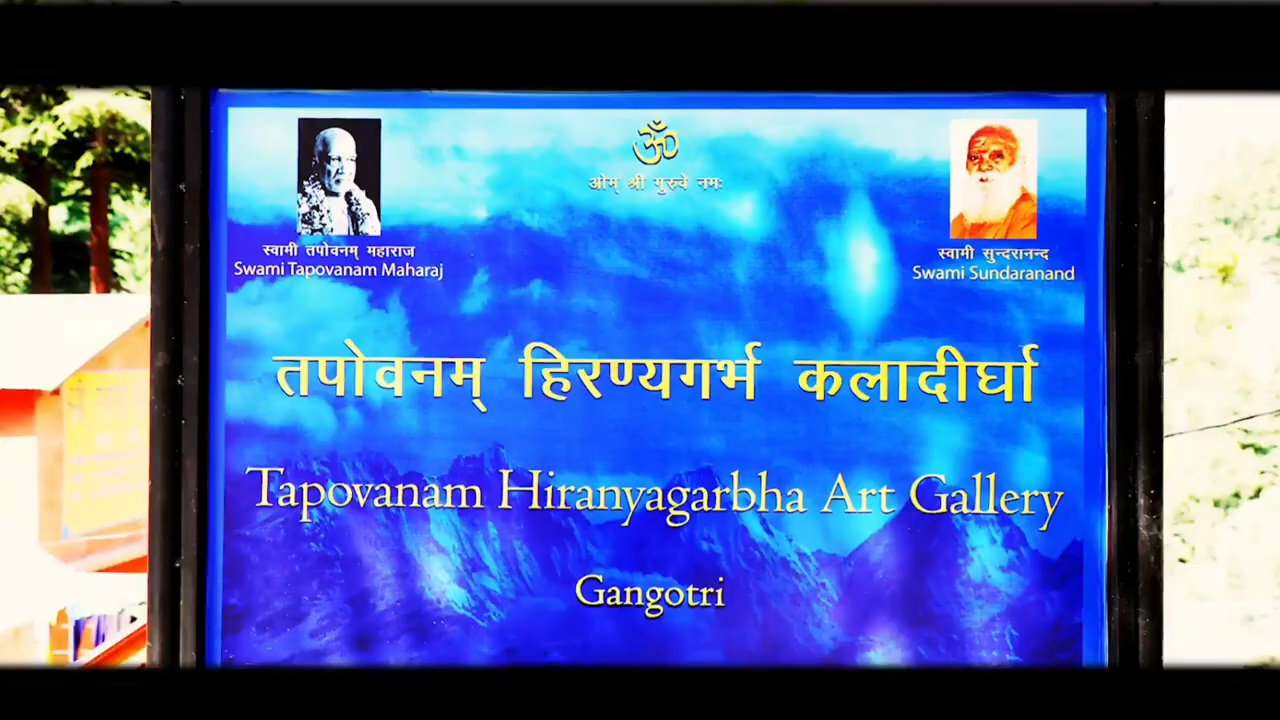 ॐ
ओम् श्री गुरुवे नमः
स्वामी तपोवनम् महाराज
Swami Tapovanam Maharaj
स्वामी सुन्दरानन्द
Swami Sundaranand
तपोवनम् हिरण्यगर्भ कलादीर्घा
Tapovanam Hiranyagarbha Art Gallery
Gangotri